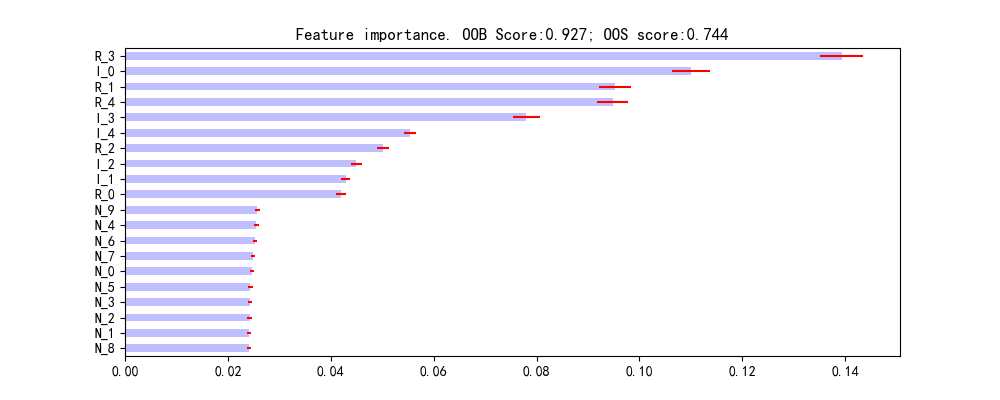 Feature importance. OOB Score:0.927; OOS score:0.744
R_3
I_0
R_1
R_4
I_3
I_4
R_2
I_2
I_1
R_0
N_9
N_4
N_6
N_7
N_0
N_5
N_3
N_2
N_1
N_8
0.00 0.02 0.04 0.06 0.08 0.10 0.12 0.14